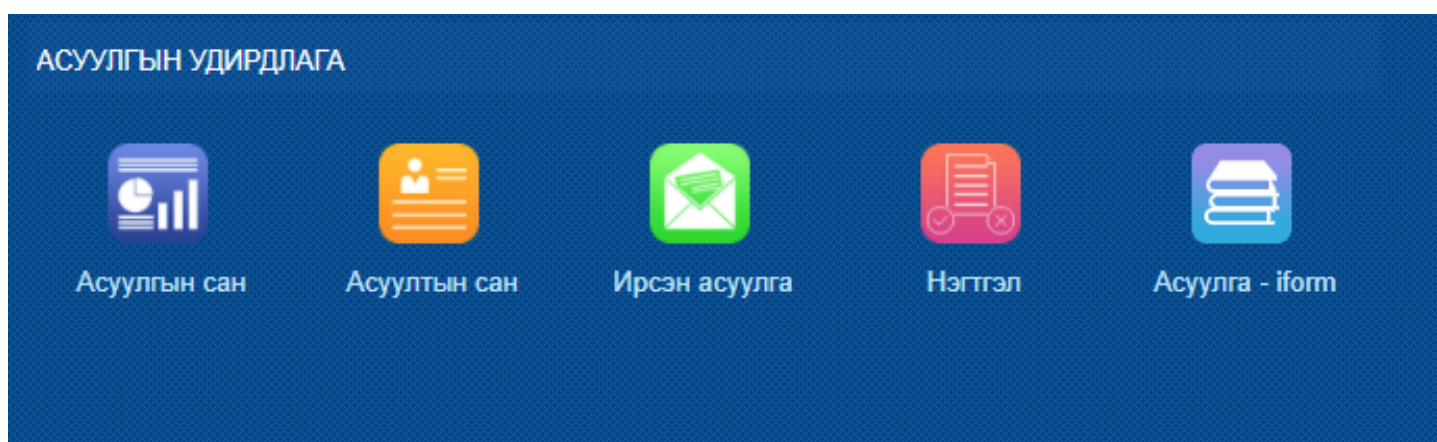 АСУУЛГЫН УДИРДЛАГА
Асуулгын сан
Асуултын сан
Ирсэн асуулга
Нэгтгэл
Асуулга - iform